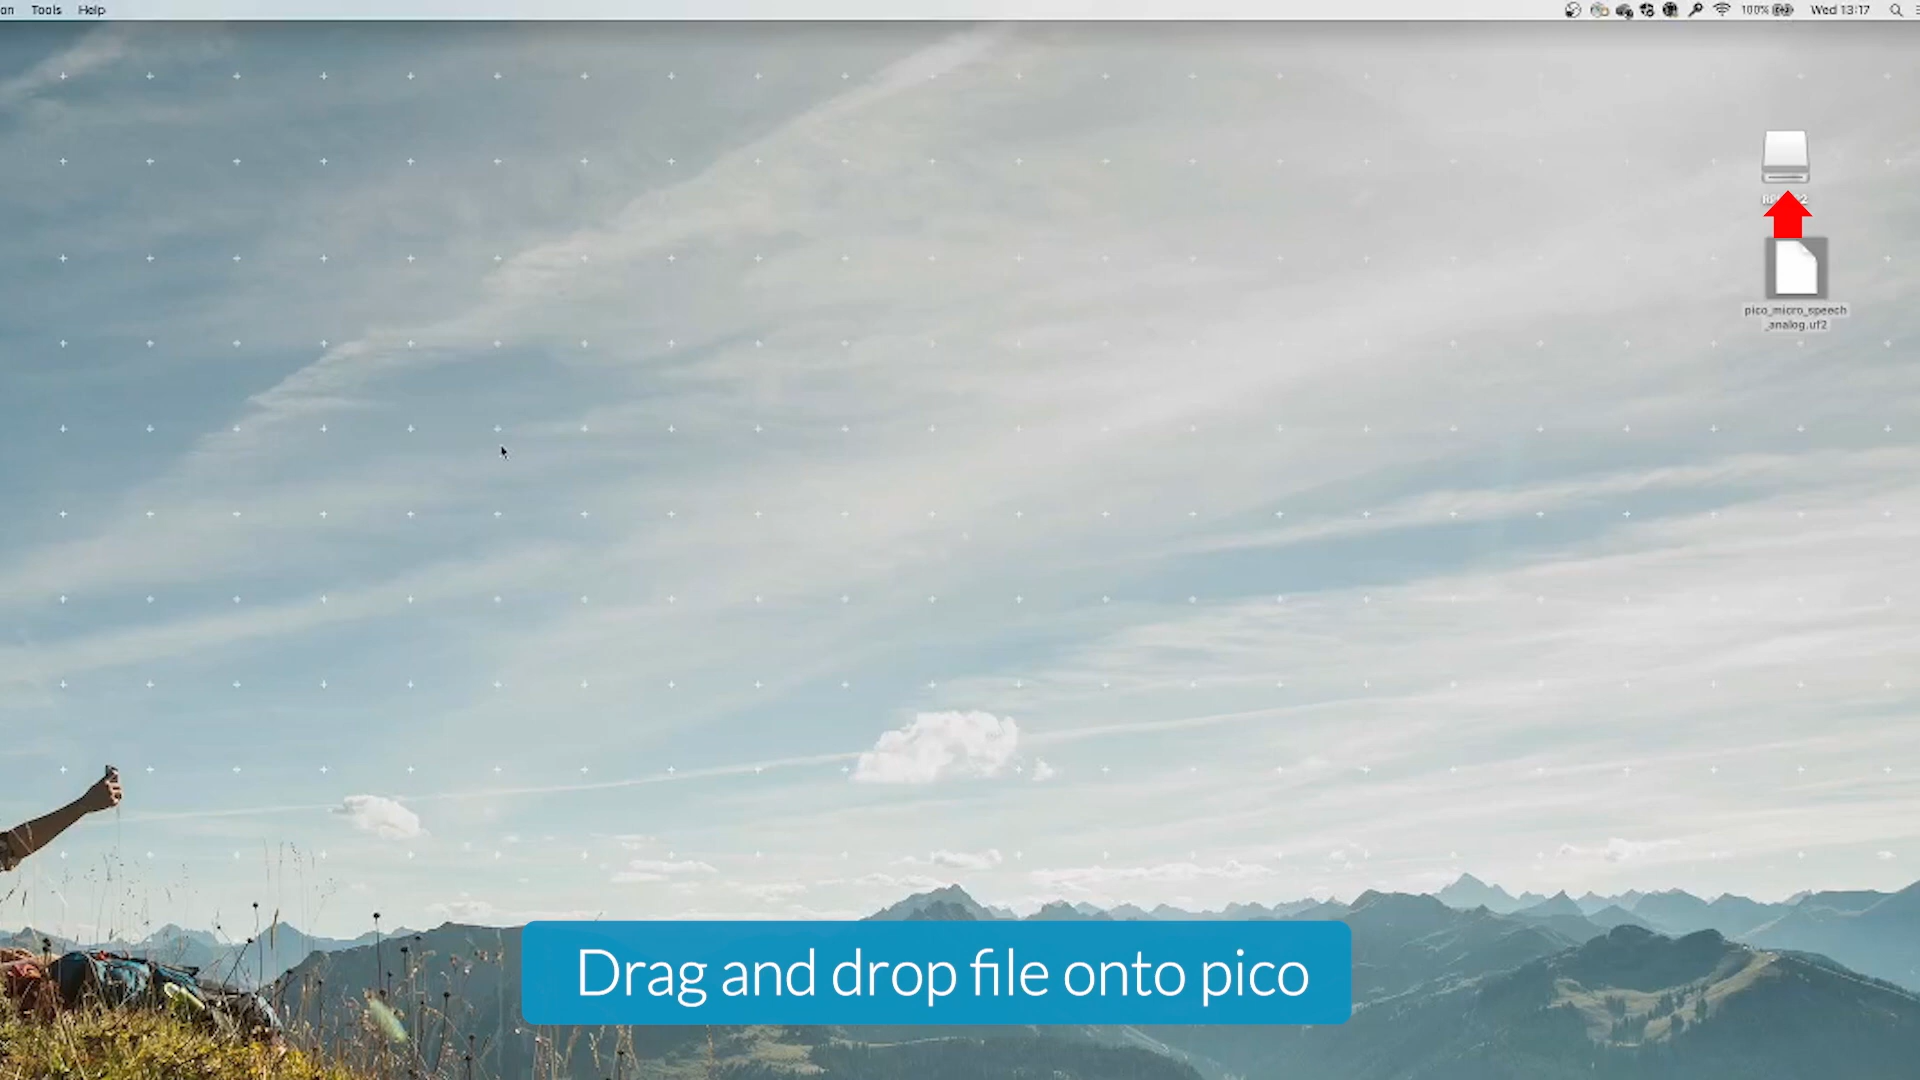 Tools Help
100% Wed 13:17
pico_micro_speech
_analog.uf2
Drag and drop file onto pico